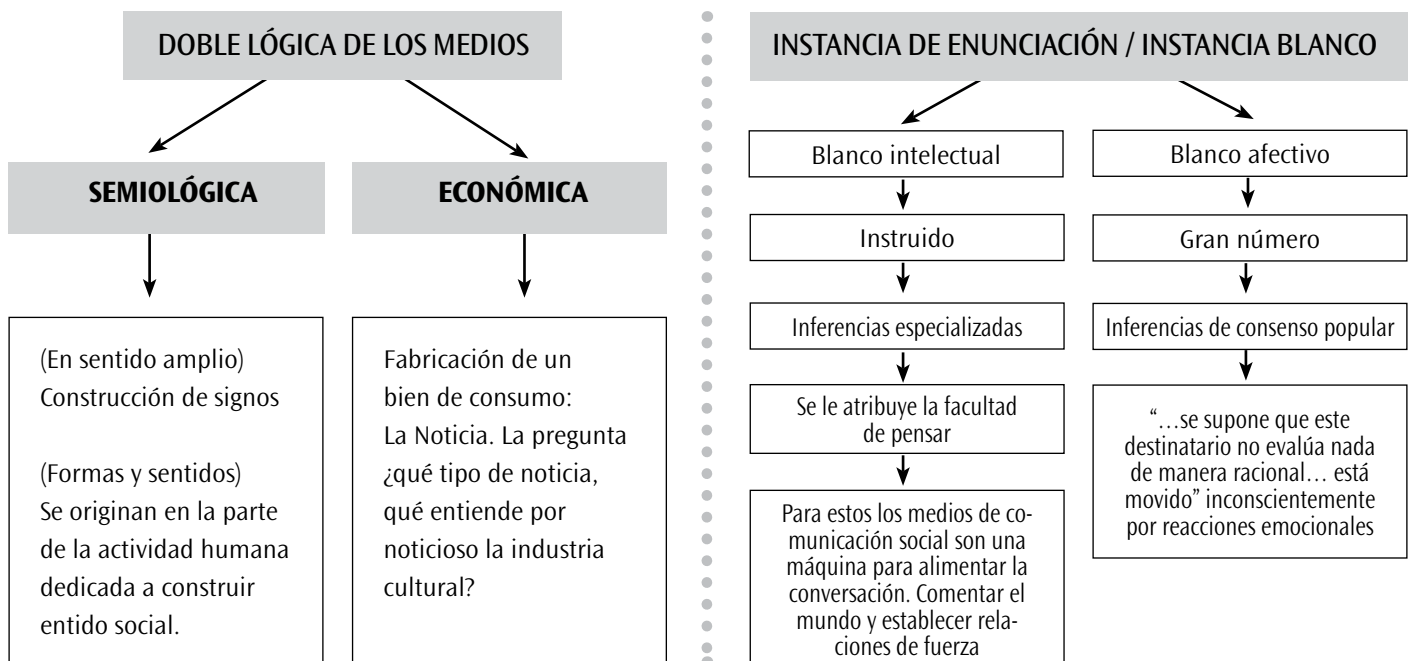 DOBLE LÓGICA DE LOS MEDIOS
SEMIOLÓGICA
ECONÓMICA
(En sentido amplio)
Construcción de signos
(Formas y sentidos)
Se originan en la parte
de la actividad humana
dedicada a construir
entido social.
Fabricación de un
bien de consumo:
La Noticia. La pregunta
¿qué tipo de noticia,
qué entiende por
noticioso la industria
cultural?
INSTANCIA DE ENUNCIACIÓN / INSTANCIA BLANCO
Blanco intelectual
Instruido
Inferencias especializadas
Se le atribuye la facultad
de pensar
Para estos los medios de co-
municación social son una
máquina para alimentar la
conversación. Comentar el
mundo y establecer rela-
ciones de fuerza
Blanco afectivo
Gran número
Inferencias de consenso popular
“…se supone que este
destinatario no evalúa nada
de manera racional… está
movido” inconscientemente
por reacciones emocionales